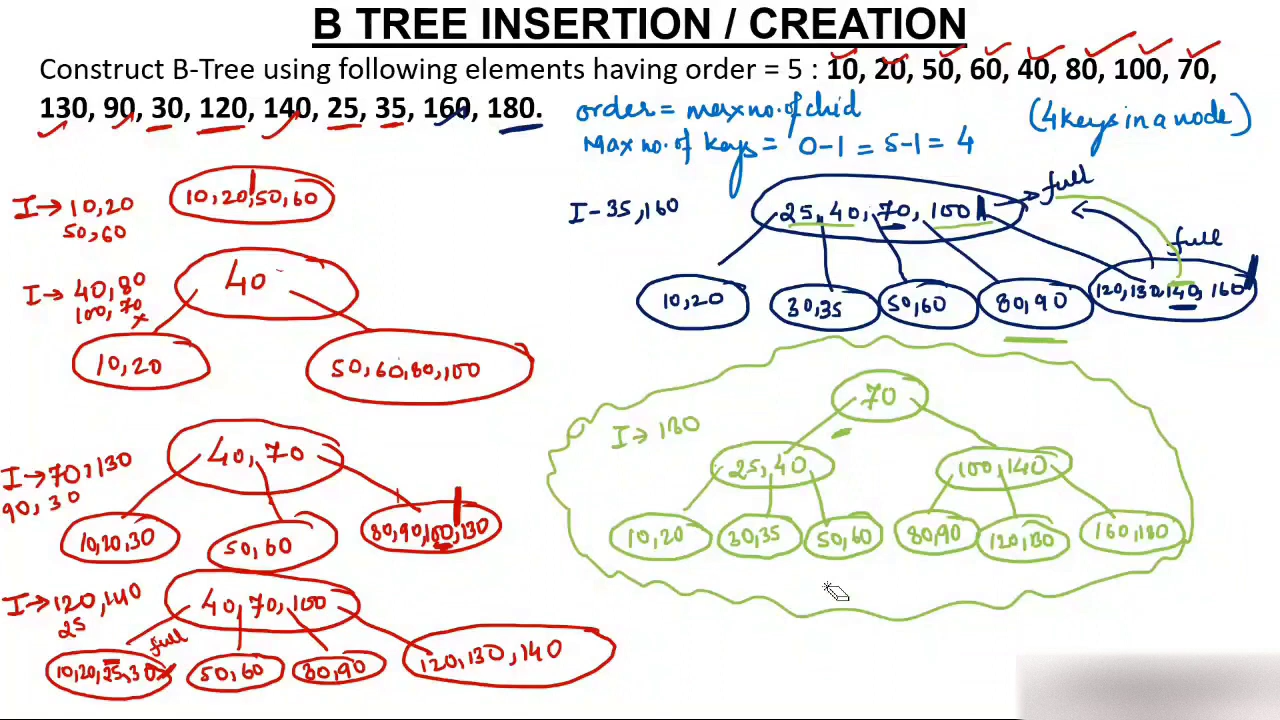 B TREE INSERTION / CREATION
Construct B-Tree using following elements having order = 5 : 10, 20, 50, 60, 40, 80, 100, 70,
130, 90, 30, 120, 140, 25, 35, 160, 180.
order = max no. of child
Max no. of keys = O-1 = 5-1 = 4
(4 keys in a node)
I→ 10,20
50,60
10,20,50,60
I→ 40,80
100,70
40
10,20
50,60,80,100
I→70,130
90,30
40,70
10,20,30
50,60
80,90,100,130
I→120,140
25
40,70,100
full
10,20,25,30
50,60
80,90
120,130,140
I-35,160
25,40,70,100
full
full
10,20
30,35
50,60
80,90
120,130,140,160
I→ 180
70
25,40
100,140
10,20
30,35
50,60
80,90
120,130
160,180